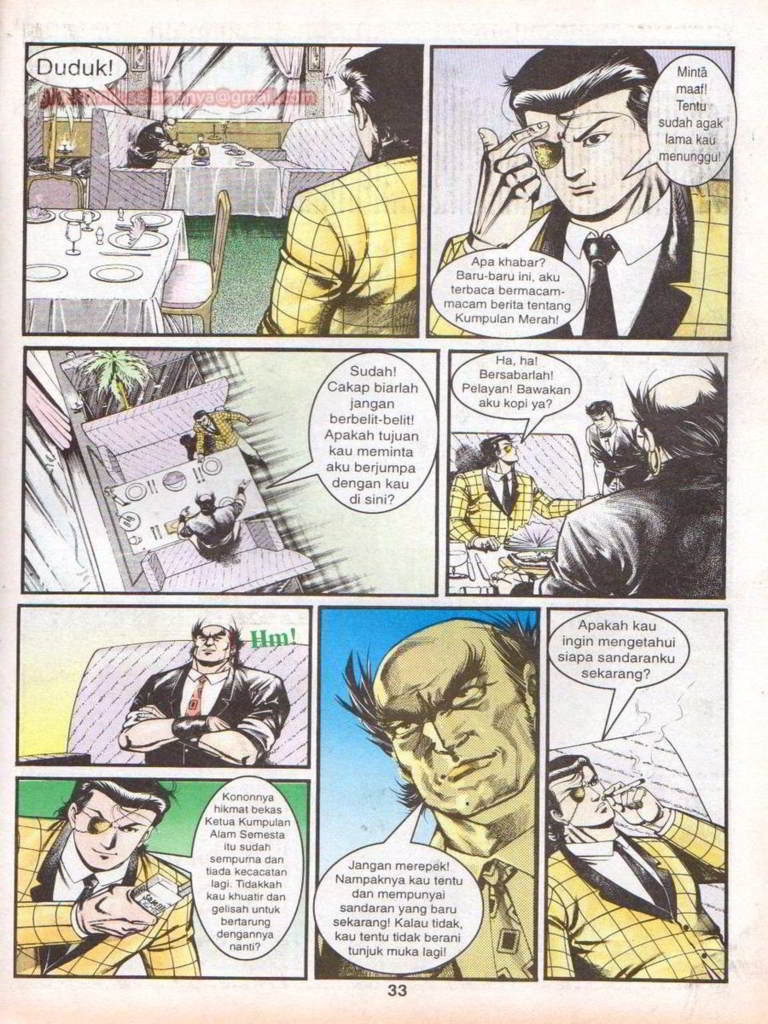 Duduk!
Minta
maaf!
Tentu
sudah agak
lama kau
menunggu!
Apa khabar?
Baru-baru ini, aku
terbaca bermacam-
macam berita tentang
Kumpulan Merah!
Sudah!
Cakap biarlah
jangan
berbelit-belit!
Apakah tujuan
kau meminta
aku berjumpa
dengan kau
di sini?
Ha, ha!
Bersabarlah!
Pelayan! Bawakan
aku kopi ya?
Hm!
Kononnya
hikmat bekas
Ketua Kumpulan
Alam Semesta
itu sudah
sempurna dan
tiada kecacatan
lagi. Tidakkah
kau khuatir dan
gelisah untuk
bertarung
dengannya
nanti?
Jangan merepek!
Nampaknya kau tentu
dan mempunyai
sandaran yang baru
sekarang! Kalau tidak,
kau tentu tidak berani
tunjuk muka lagi!
Apakah kau
ingin mengetahui
siapa sandaranku
sekarang?
33